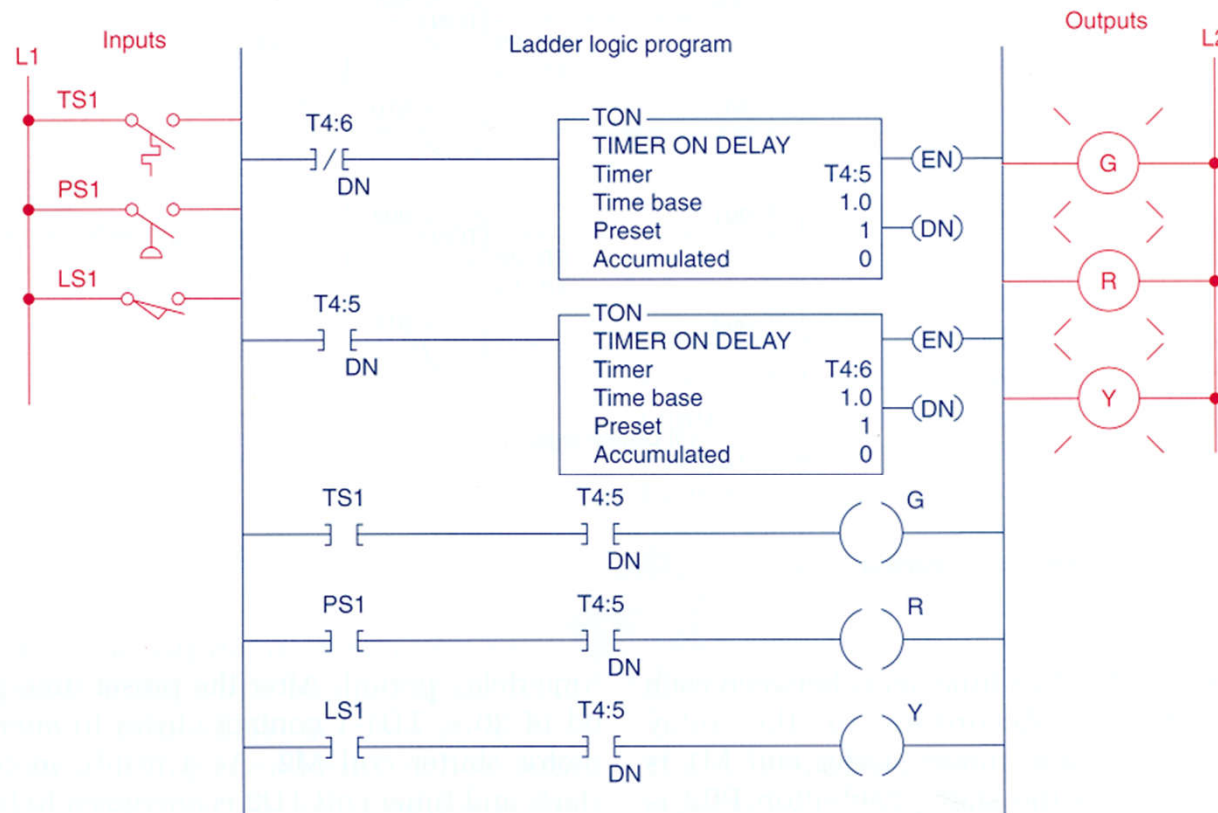 Inputs
Ladder logic program
Outputs
L1
L2
TS1
PS1
LS1
T4:6
DN
TON
TIMER ON DELAY
Timer T4:5
Time base 1.0
Preset 1
Accumulated 0
(EN)
(DN)
G
R
Y
T4:5
DN
TON
TIMER ON DELAY
Timer T4:6
Time base 1.0
Preset 1
Accumulated 0
(EN)
(DN)
TS1
T4:5
DN
G
PS1
T4:5
DN
R
LS1
T4:5
DN
Y